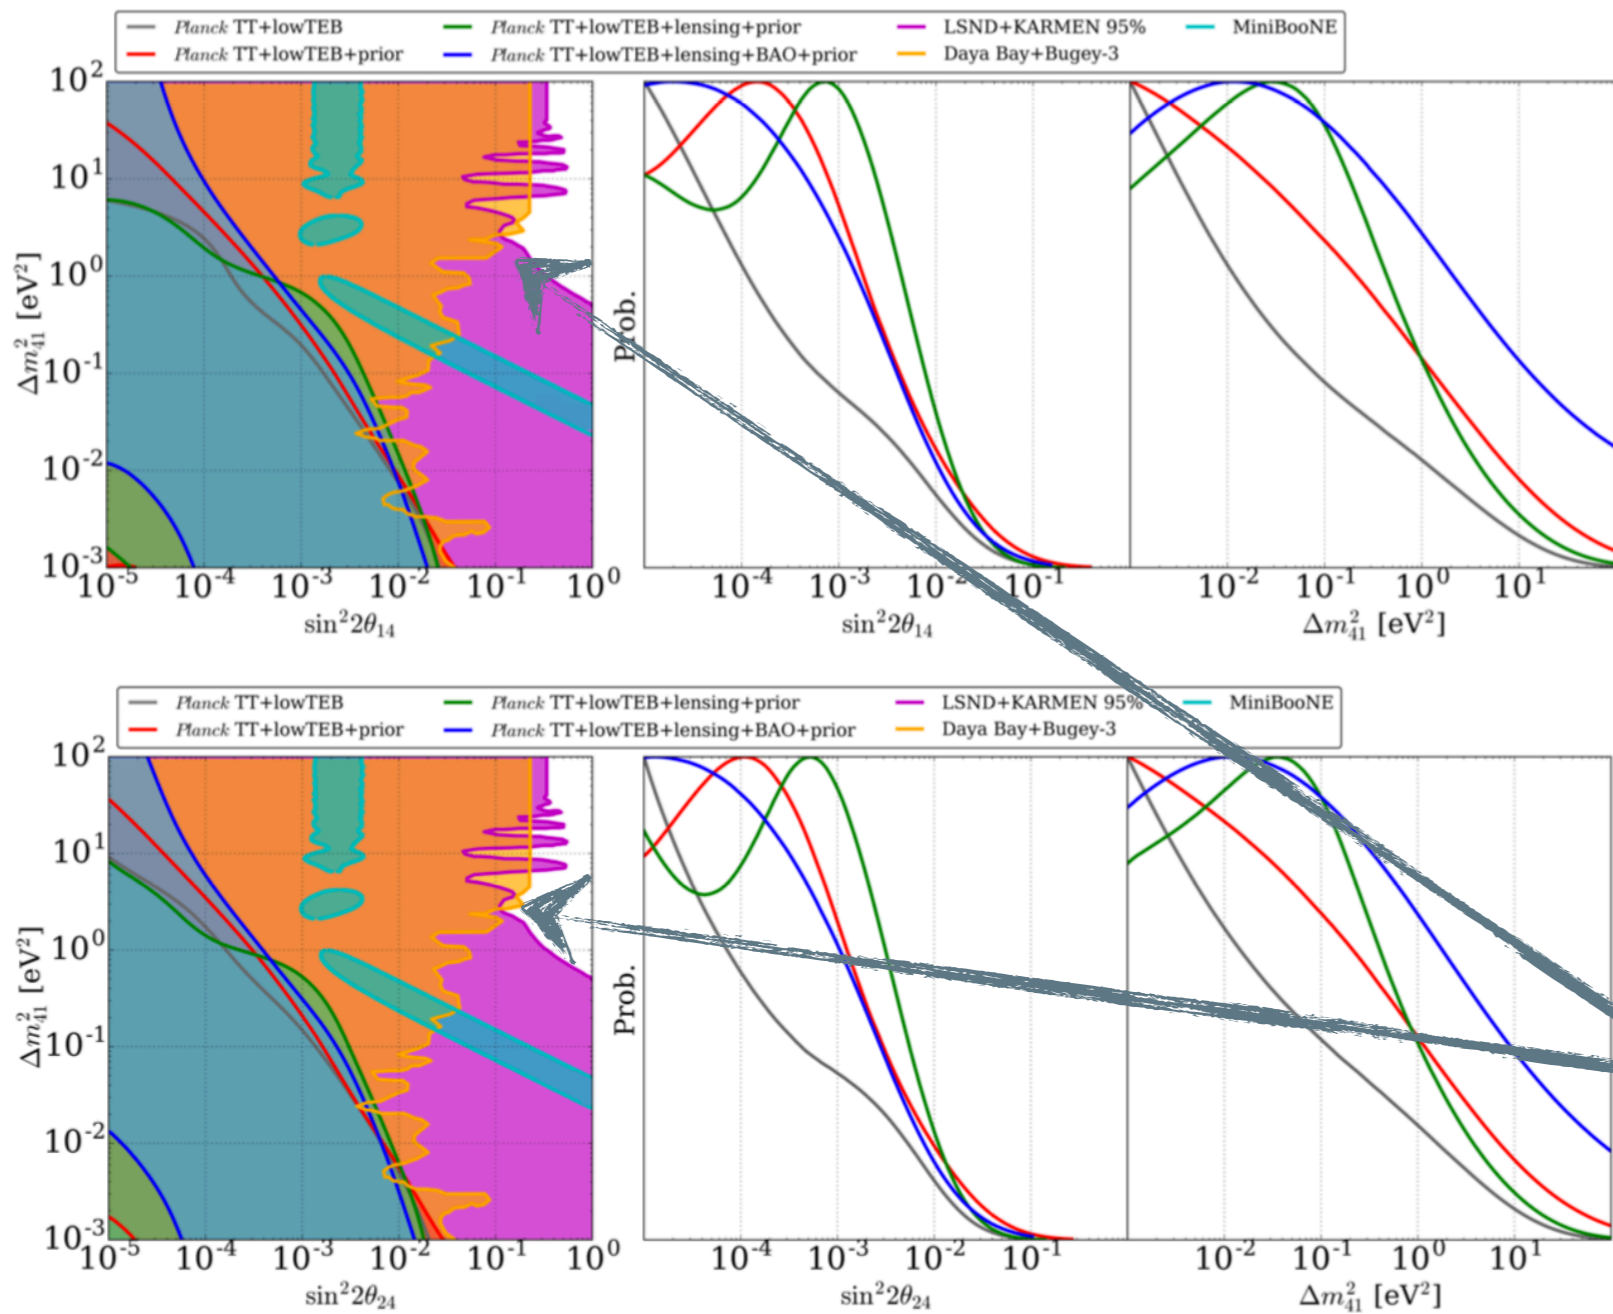 Planck TT+lowTEB
Planck TT+lowTEB+lensing+prior
LSND+KARMEN 95%
MiniBooNE
Planck TT+lowTEB+prior
Planck TT+lowTEB+lensing+BAO+prior
Daya Bay+Bugey-3
10²
10¹
10⁰
10⁻¹
10⁻²
10⁻³
Δm²₄₁ [eV²]
10⁻⁵ 10⁻⁴ 10⁻³ 10⁻² 10⁻¹ 10⁰
sin²2θ₁₄
Prob.
10⁻⁴ 10⁻³ 10⁻² 10⁻¹
sin²2θ₁₄
10⁻² 10⁻¹ 10⁰ 10¹
Δm²₄₁ [eV²]
Planck TT+lowTEB
Planck TT+lowTEB+lensing+prior
LSND+KARMEN 95%
MiniBooNE
Planck TT+lowTEB+prior
Planck TT+lowTEB+lensing+BAO+prior
Daya Bay+Bugey-3
10²
10¹
10⁰
10⁻¹
10⁻²
10⁻³
Δm²₄₁ [eV²]
10⁻⁵ 10⁻⁴ 10⁻³ 10⁻² 10⁻¹ 10⁰
sin²2θ₂₄
Prob.
10⁻⁴ 10⁻³ 10⁻² 10⁻¹
sin²2θ₂₄
10⁻² 10⁻¹ 10⁰ 10¹
Δm²₄₁ [eV²]